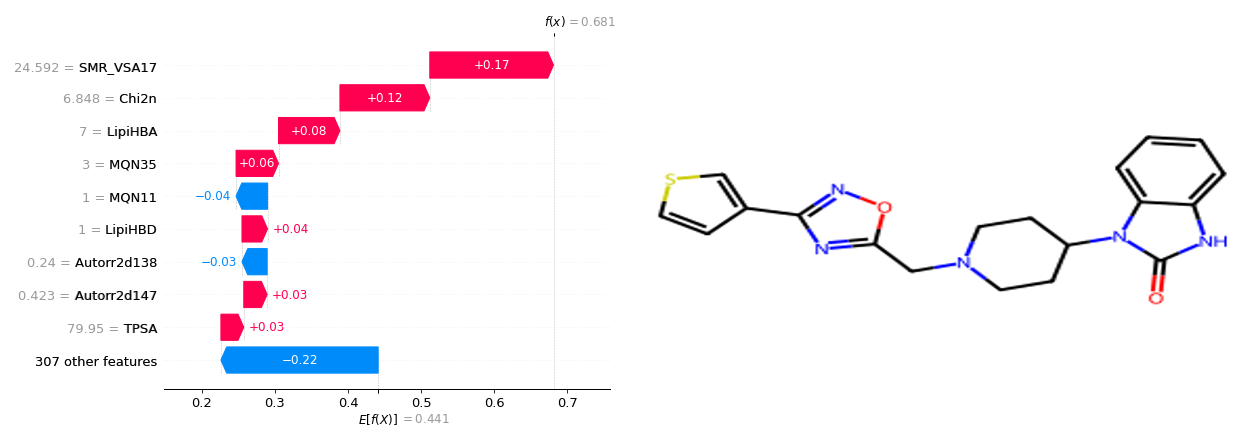 f(x) = 0.681
24.592 = SMR_VSA17 +0.17
6.848 = Chi2n +0.12
7 = LipiHBA +0.08
3 = MQN35 +0.06
1 = MQN11 −0.04
1 = LipiHBD +0.04
0.24 = Autorr2d138 −0.03
0.423 = Autorr2d147 +0.03
79.95 = TPSA +0.03
307 other features −0.22
0.2 0.3 0.4 0.5 0.6 0.7
E[f(X)] = 0.441
S
N
O
N
N
N
NH
O